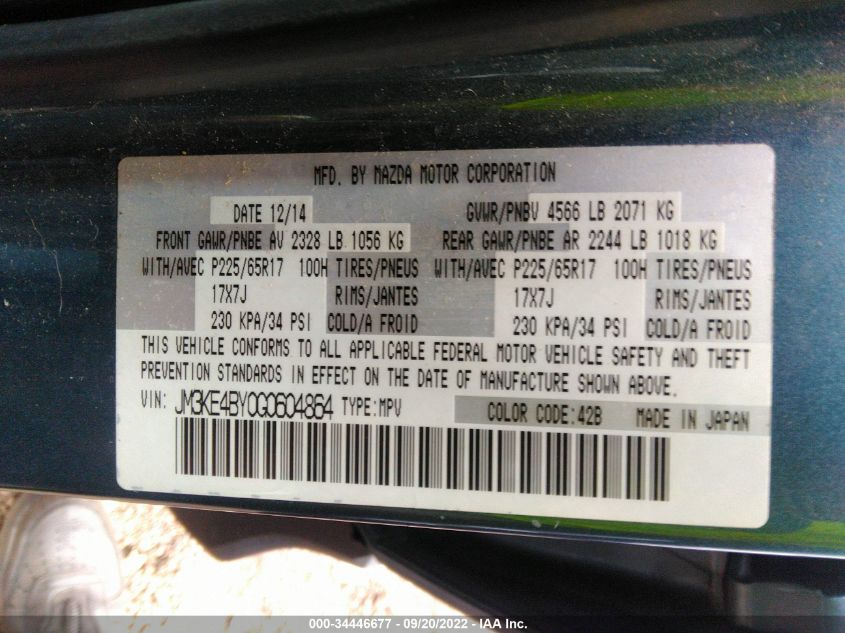 MFD. BY MAZDA MOTOR CORPORATION
DATE 12/14 GVWR/PNBV 4566 LB 2071 KG
FRONT GAWR/PNBE AV 2328 LB 1056 KG REAR GAWR/PNBE AR 2244 LB 1018 KG
WITH/AVEC P225/65R17 100H TIRES/PNEUS WITH/AVEC P225/65R17 100H TIRES/PNEUS
17X7J RIMS/JANTES 17X7J RIMS/JANTES
230 KPA/34 PSI COLD/A FROID 230 KPA/34 PSI COLD/A FROID
THIS VEHICLE CONFORMS TO ALL APPLICABLE FEDERAL MOTOR VEHICLE SAFETY AND THEFT
PREVENTION STANDARDS IN EFFECT ON THE DATE OF MANUFACTURE SHOWN ABOVE.
VIN: JM3KE4BY0G0604864 TYPE:MPV COLOR CODE:42B MADE IN JAPAN
000-34446677 - 09/20/2022 - IAA Inc.